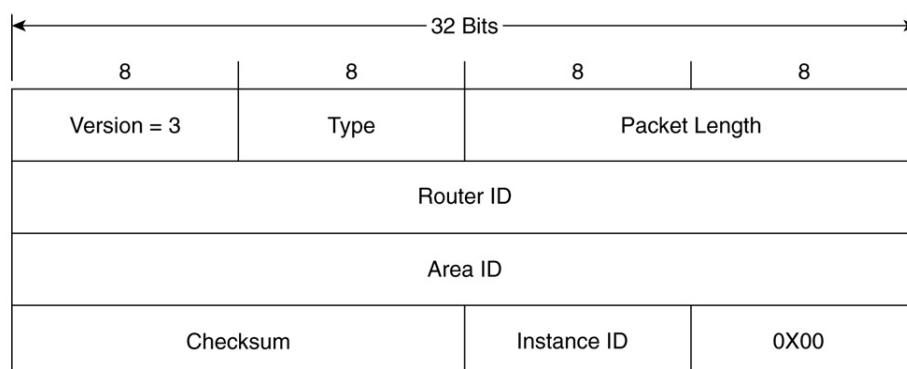 32 Bits
8 8 8 8
Version = 3 Type Packet Length
Router ID
Area ID
Checksum Instance ID 0X00